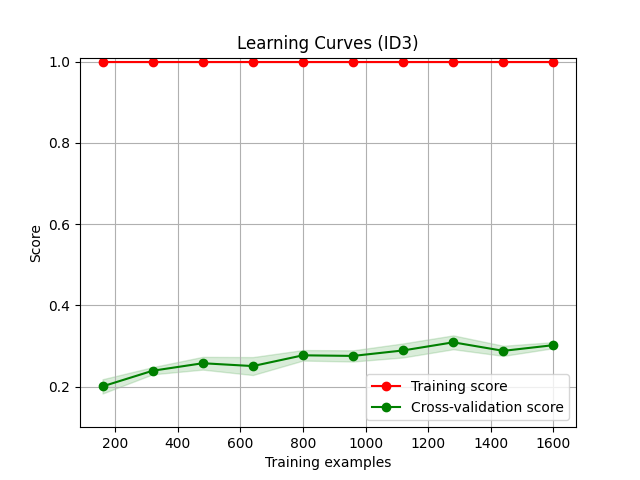 Learning Curves (ID3)
1.0
0.8
0.6
0.4
0.2
Score
Training score
Cross-validation score
200 400 600 800 1000 1200 1400 1600
Training examples